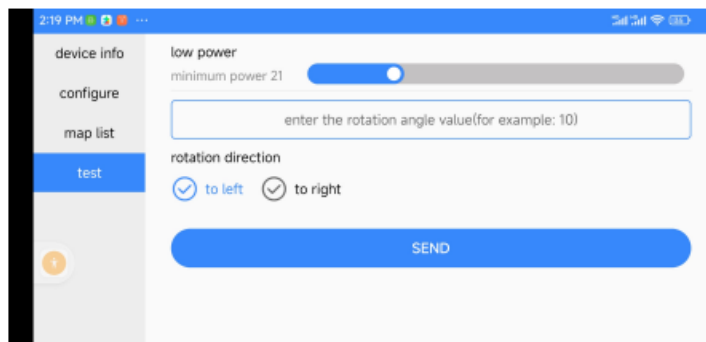 2:19 PM
device info
configure
map list
test
low power
minimum power 21
enter the rotation angle value(for example: 10)
rotation direction
to left
to right
SEND